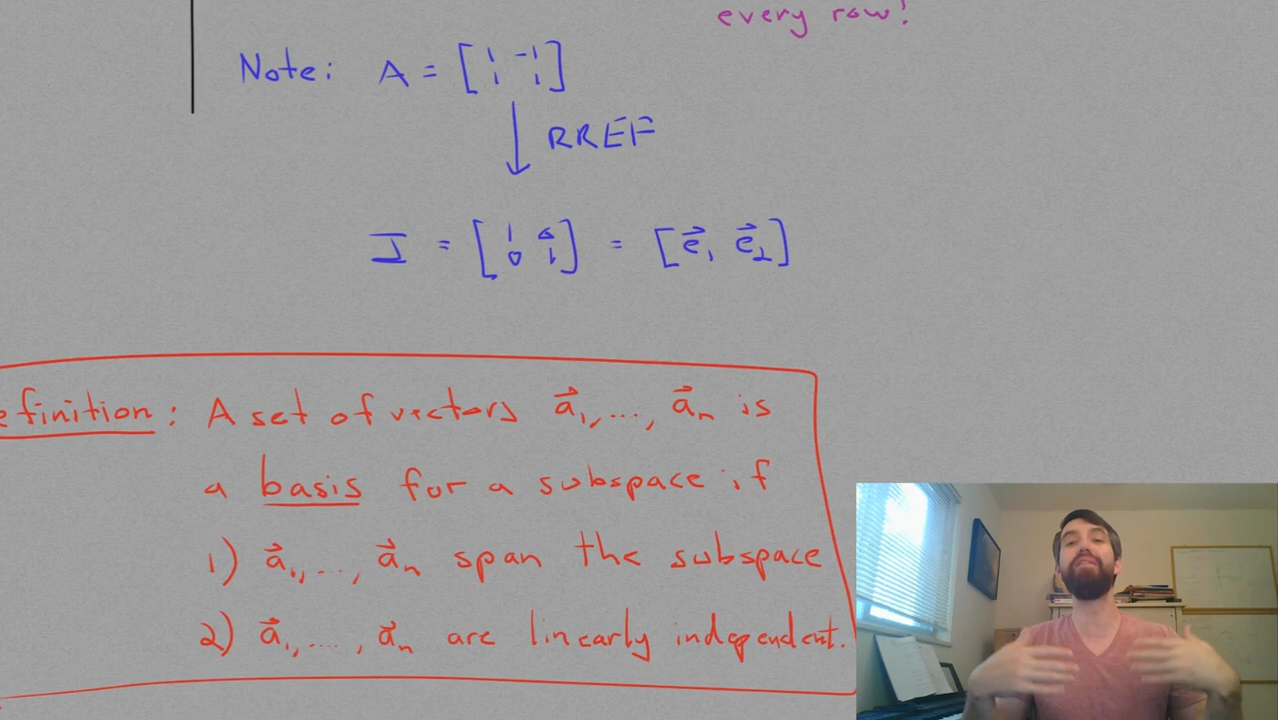 every row!
Note: A = [1 -1
1 1]
RREF
I = [1 0
0 1] = [e⃗₁ e⃗₂]
efinition: A set of vectors a⃗₁, ..., a⃗ₙ is
a basis for a subspace if
1) a⃗₁, ..., a⃗ₙ span the subspace
2) a⃗₁, ..., a⃗ₙ are linearly independent.